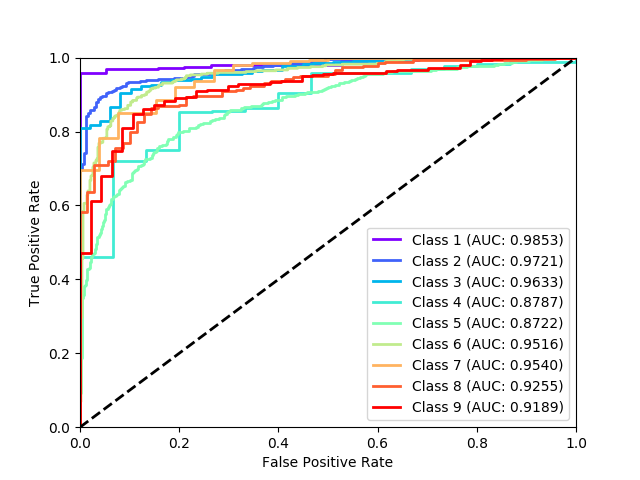 1.0
0.8
0.6
0.4
0.2
0.0
True Positive Rate
Class 1 (AUC: 0.9853)
Class 2 (AUC: 0.9721)
Class 3 (AUC: 0.9633)
Class 4 (AUC: 0.8787)
Class 5 (AUC: 0.8722)
Class 6 (AUC: 0.9516)
Class 7 (AUC: 0.9540)
Class 8 (AUC: 0.9255)
Class 9 (AUC: 0.9189)
0.0 0.2 0.4 0.6 0.8 1.0
False Positive Rate